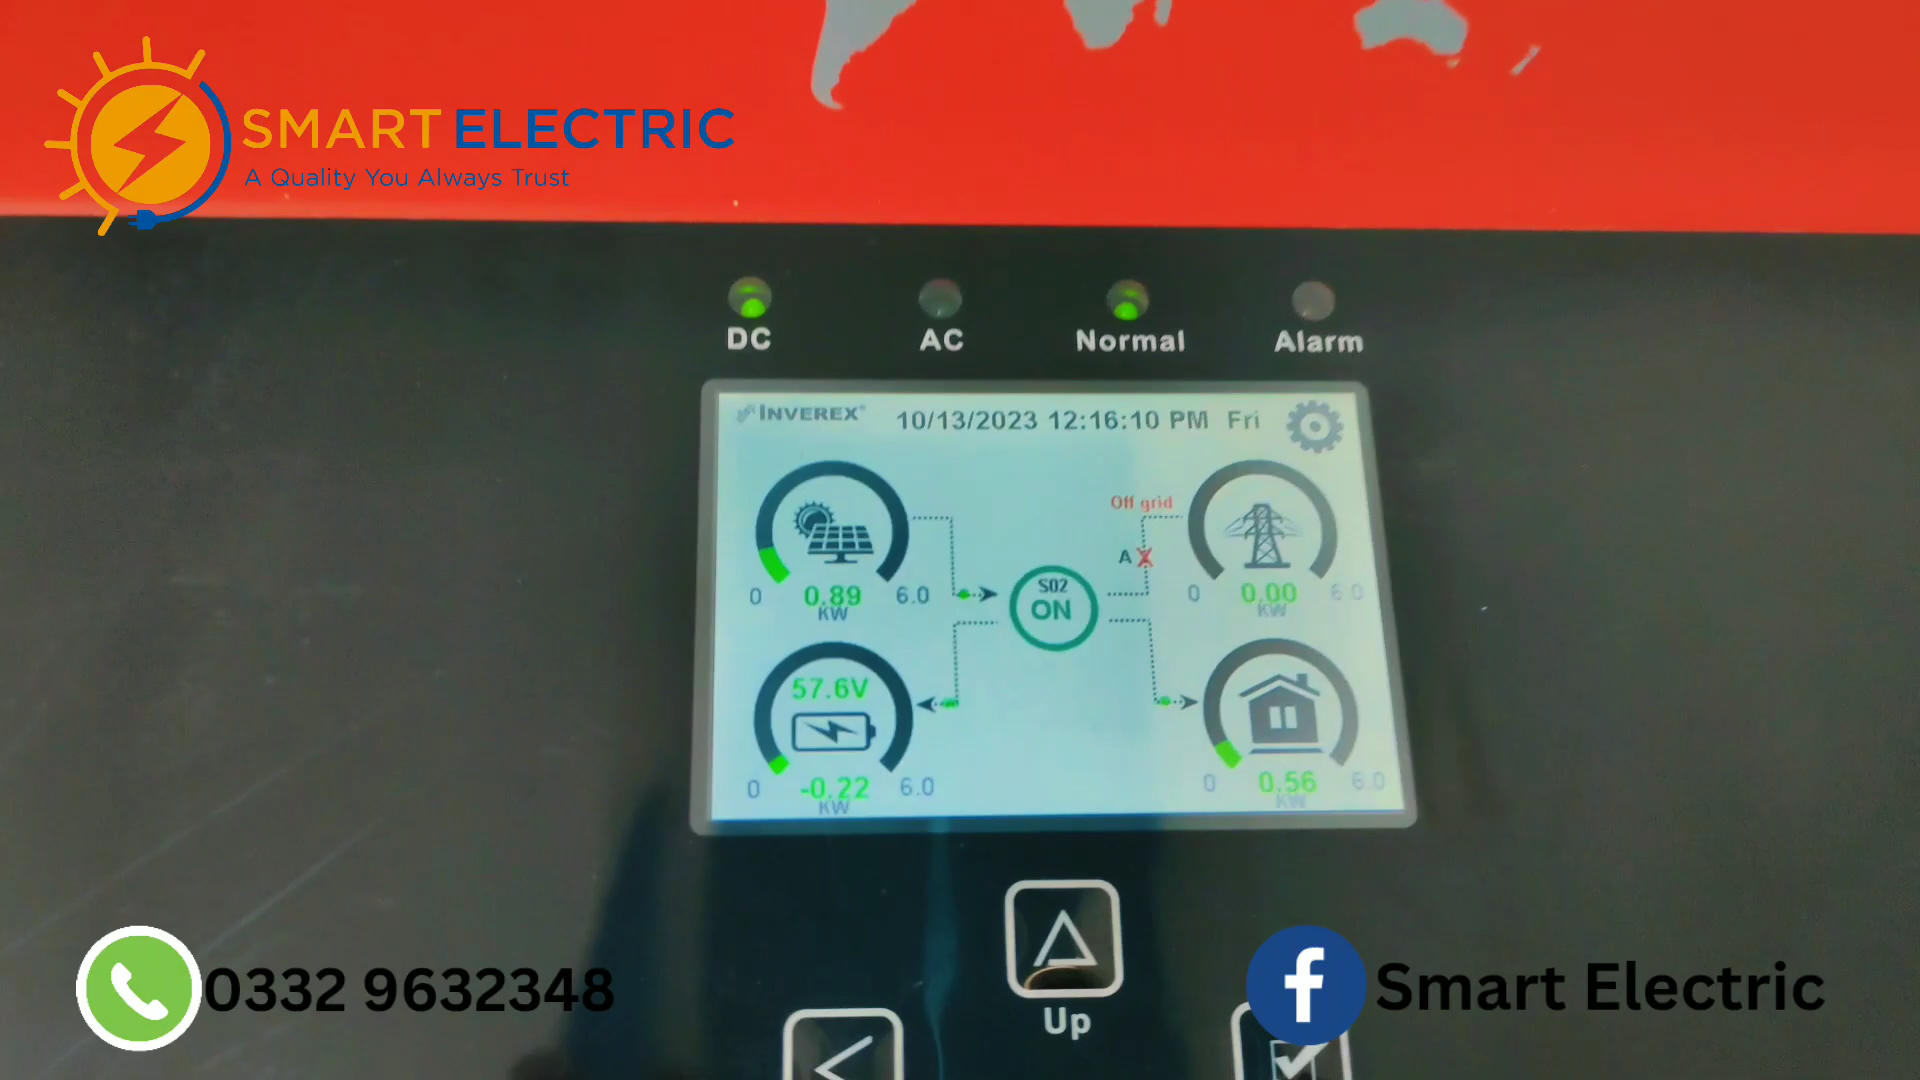 SMART ELECTRIC
A Quality You Always Trust
DC AC Normal Alarm
INVEREX® 10/13/2023 12:16:10 PM Fri
Off grid
A
0 0.89 6.0
KW
0 0.00 6.0
KW
S02
ON
57.6V
0 -0.22 6.0
KW
0 0.56 6.0
KW
Up
0332 9632348
f Smart Electric